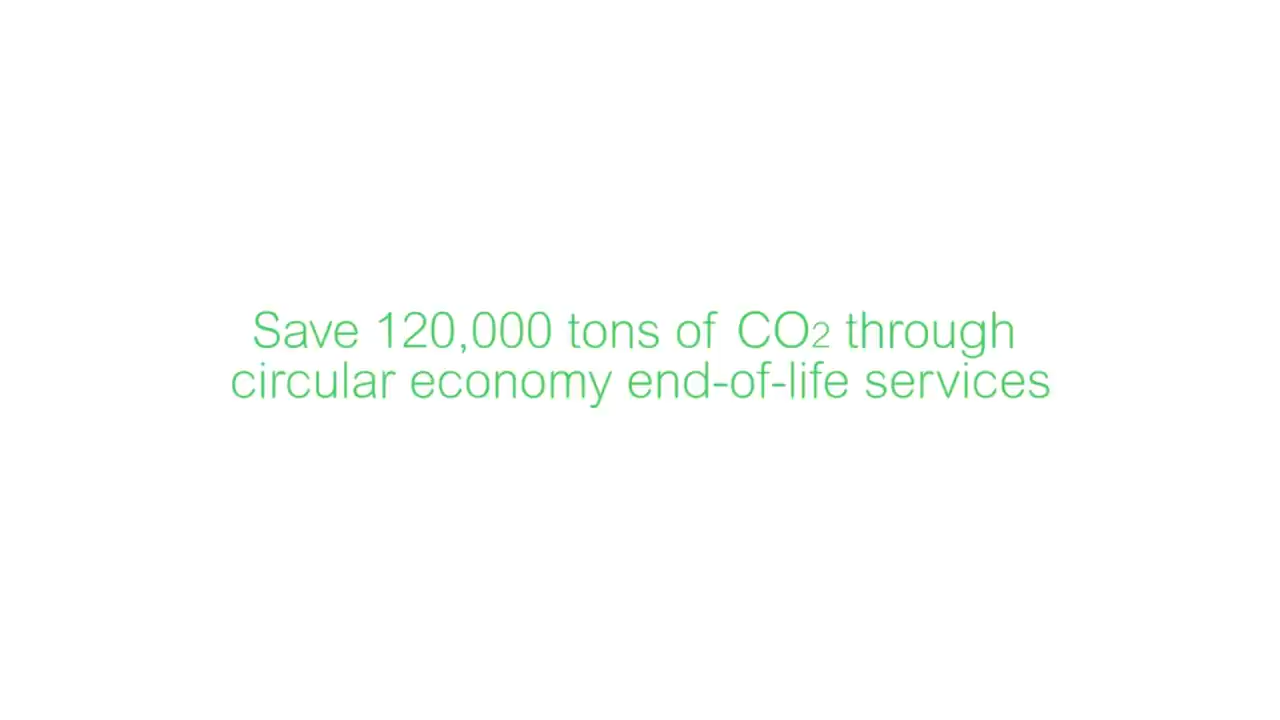 Save 120,000 tons of CO2 through
circular economy end-of-life services